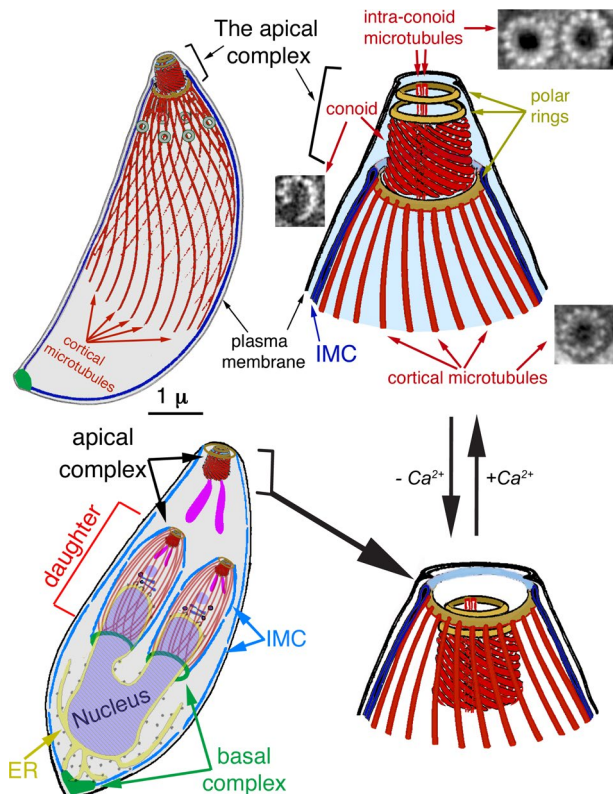 The apical
complex
intra-conoid
microtubules
conoid
polar
rings
cortical
microtubules
plasma
membrane
IMC
cortical microtubules
1 μ
apical
complex
- Ca²⁺
+Ca²⁺
daughter
IMC
Nucleus
ER
basal
complex